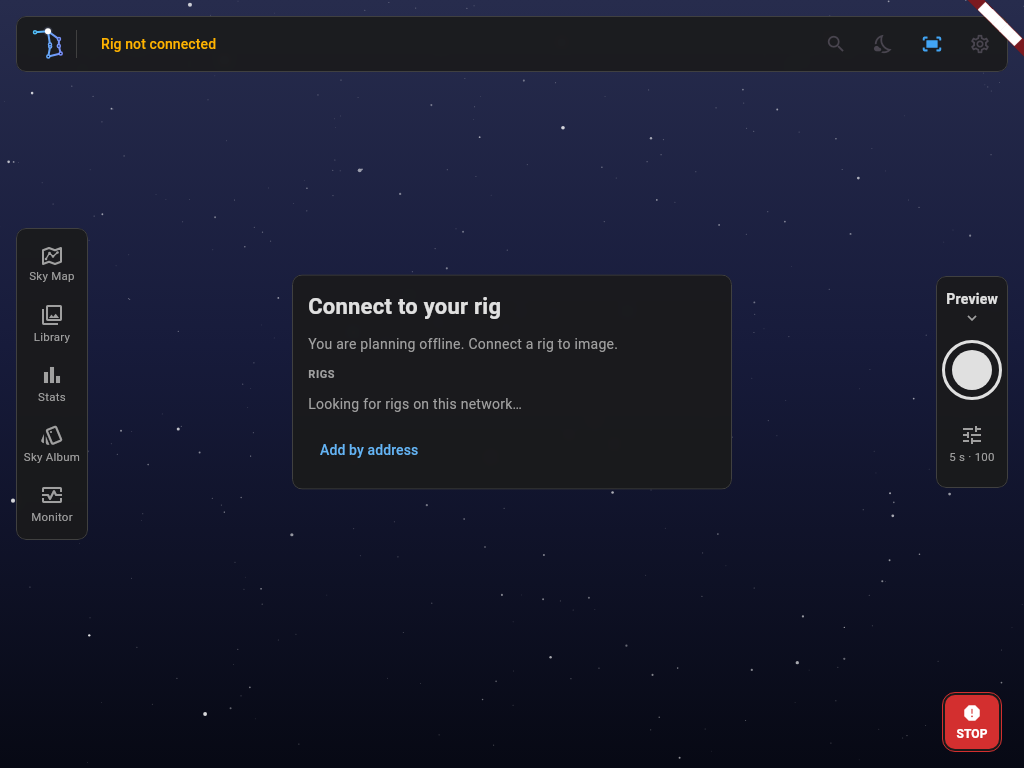 Rig not connected
Sky Map
Library
Stats
Sky Album
Monitor
Connect to your rig
You are planning offline. Connect a rig to image.
RIGS
Looking for rigs on this network…
Add by address
Preview
5 s · 100
STOP